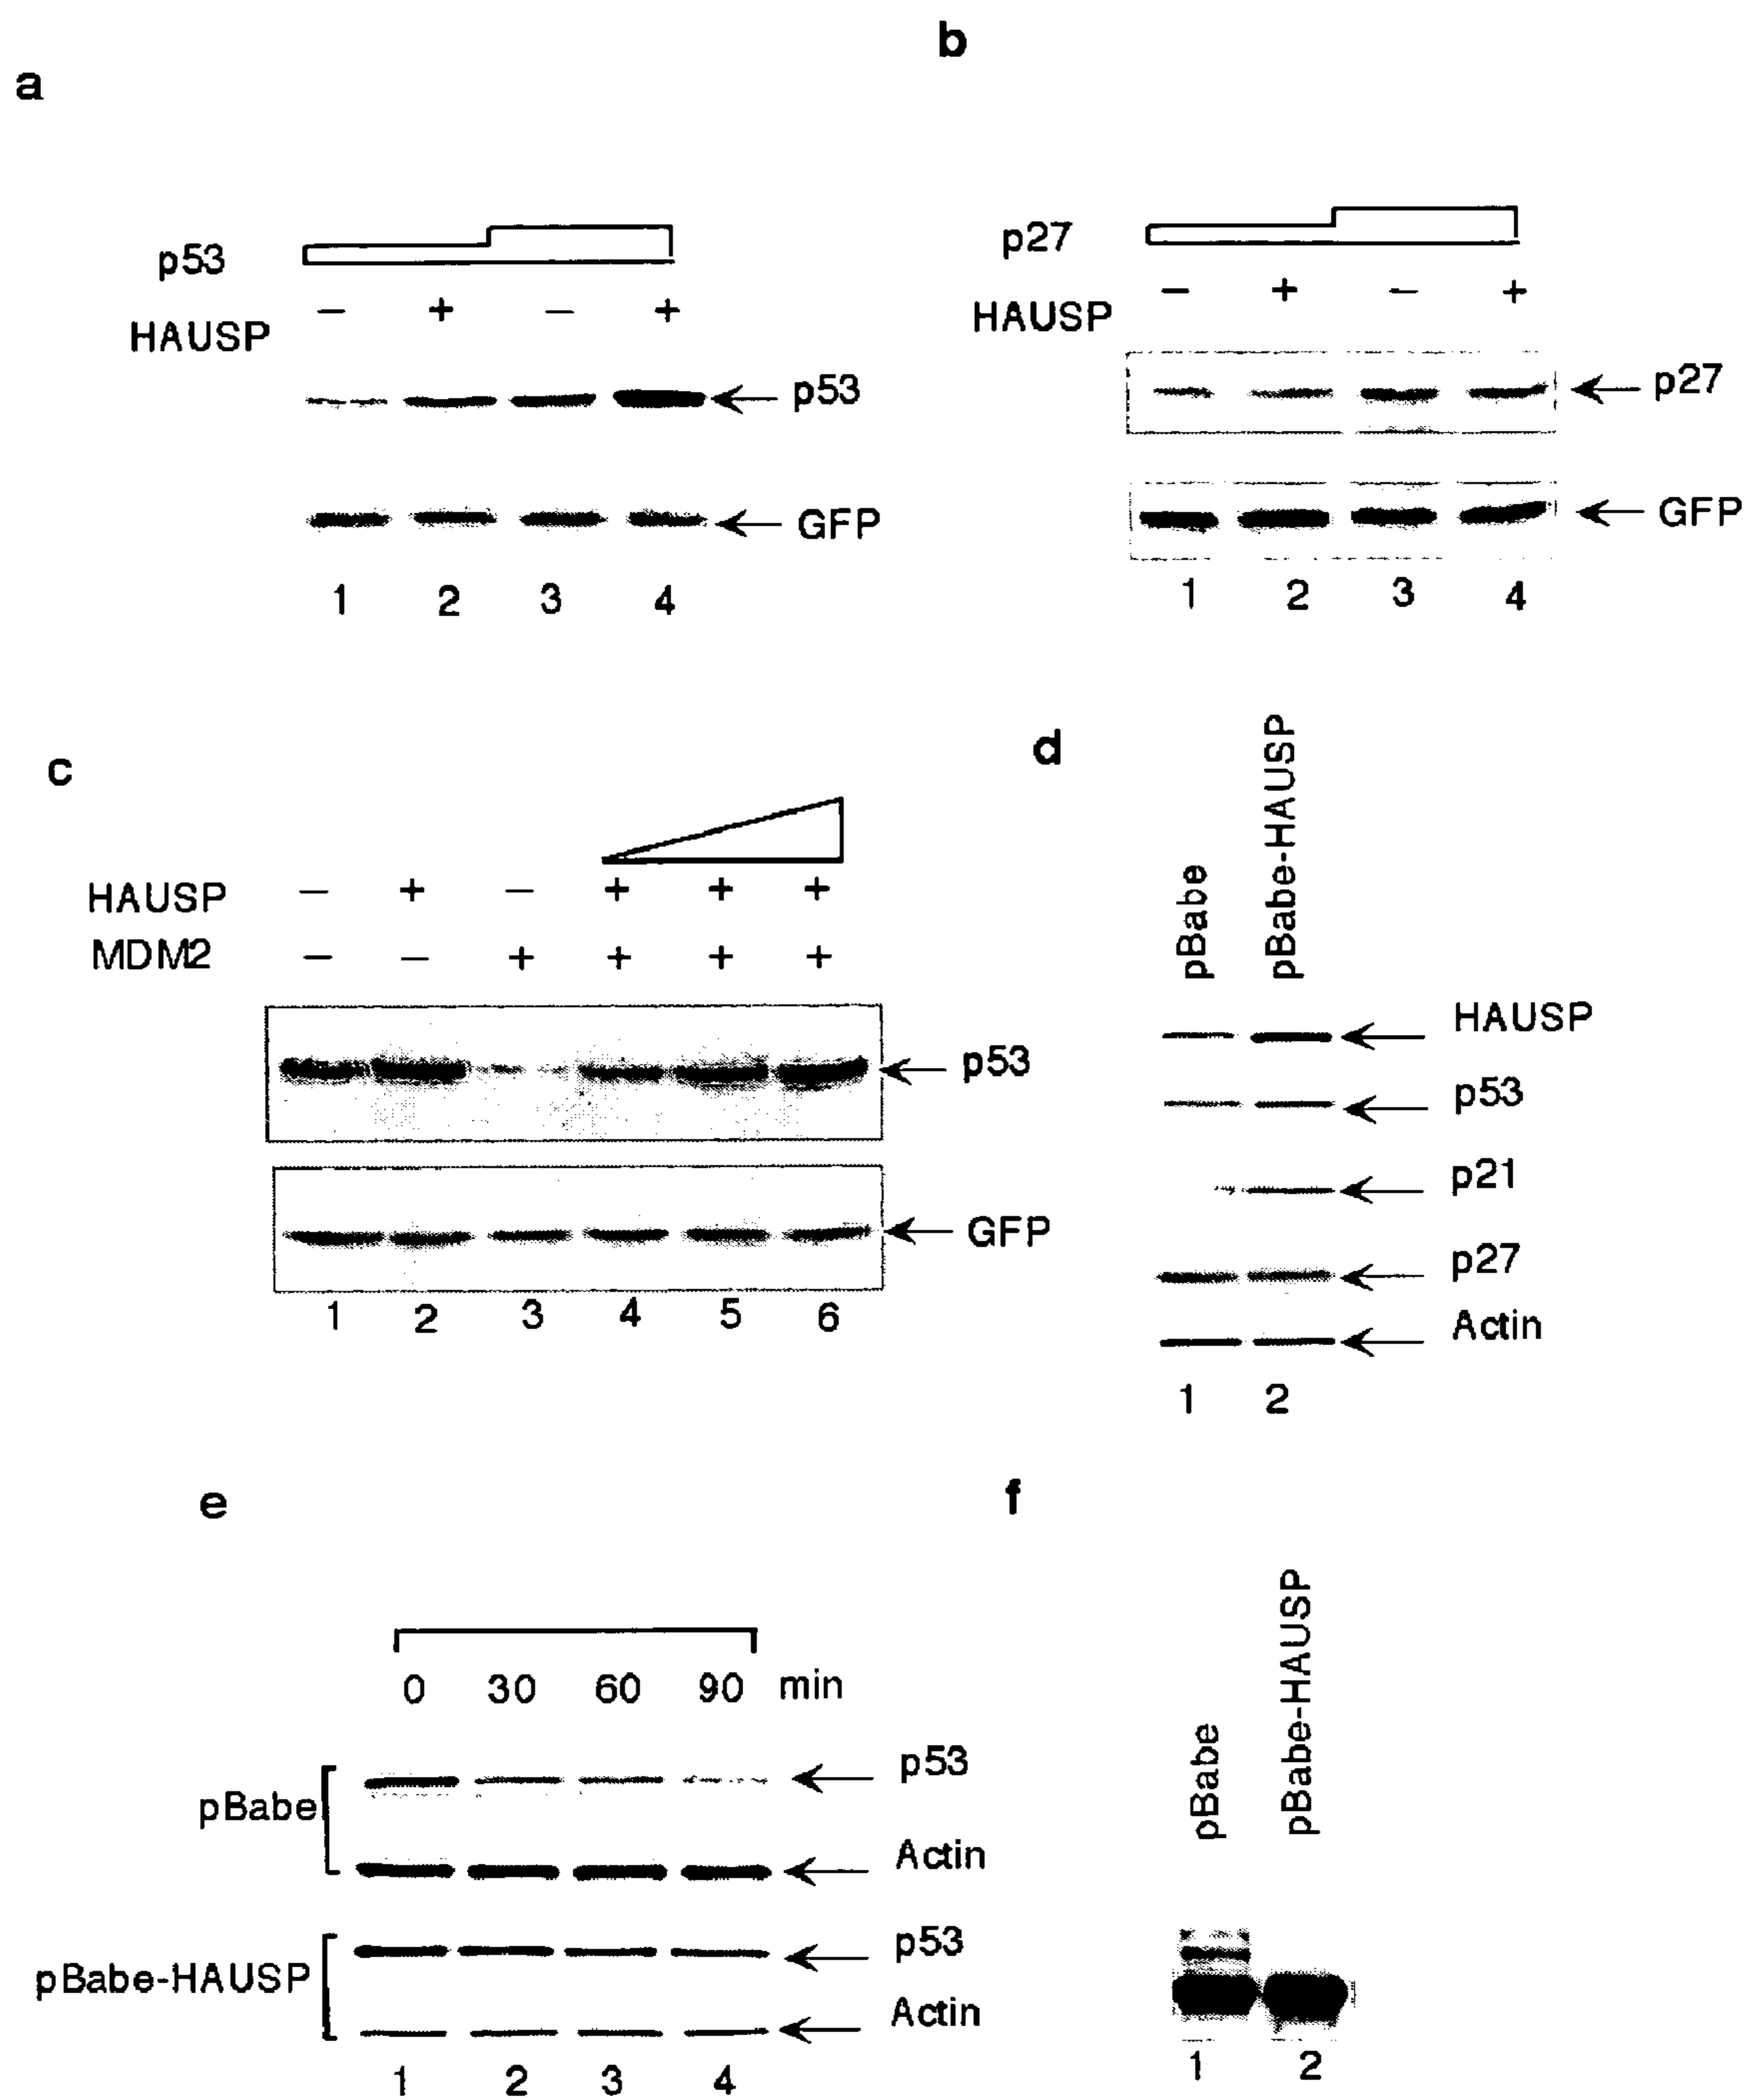 a
p53
HAUSP − + − +
p53
GFP
1 2 3 4
b
p27
HAUSP − + − +
p27
GFP
1 2 3 4
c
HAUSP − + − + + +
MDM2 − − + + + +
p53
GFP
1 2 3 4 5 6
d
pBabe
pBabe-HAUSP
HAUSP
p53
p21
p27
Actin
1 2
e
0 30 60 90 min
pBabe
p53
Actin
pBabe-HAUSP
p53
Actin
1 2 3 4
f
pBabe
pBabe-HAUSP
1 2